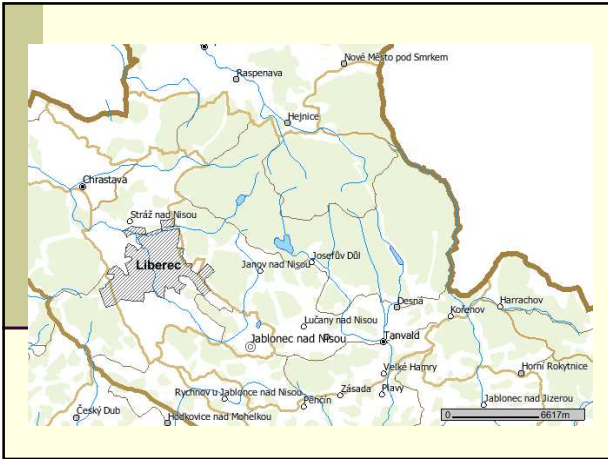 Nové Město pod Smrkem
Raspenava
Hejnice
Chrastava
Stráž nad Nisou
Liberec
Janov nad Nisou
Josefův Důl
Desná
Harrachov
Kořenov
Lučany nad Nisou
Jablonec nad Nisou
Tanvald
Velké Hamry
Horní Rokytnice
Rychnov u Jablonce nad Nisou
Zásada
Plavy
Pěnčín
Jablonec nad Jizerou
Český Dub
Hodkovice nad Mohelkou
0 6617m